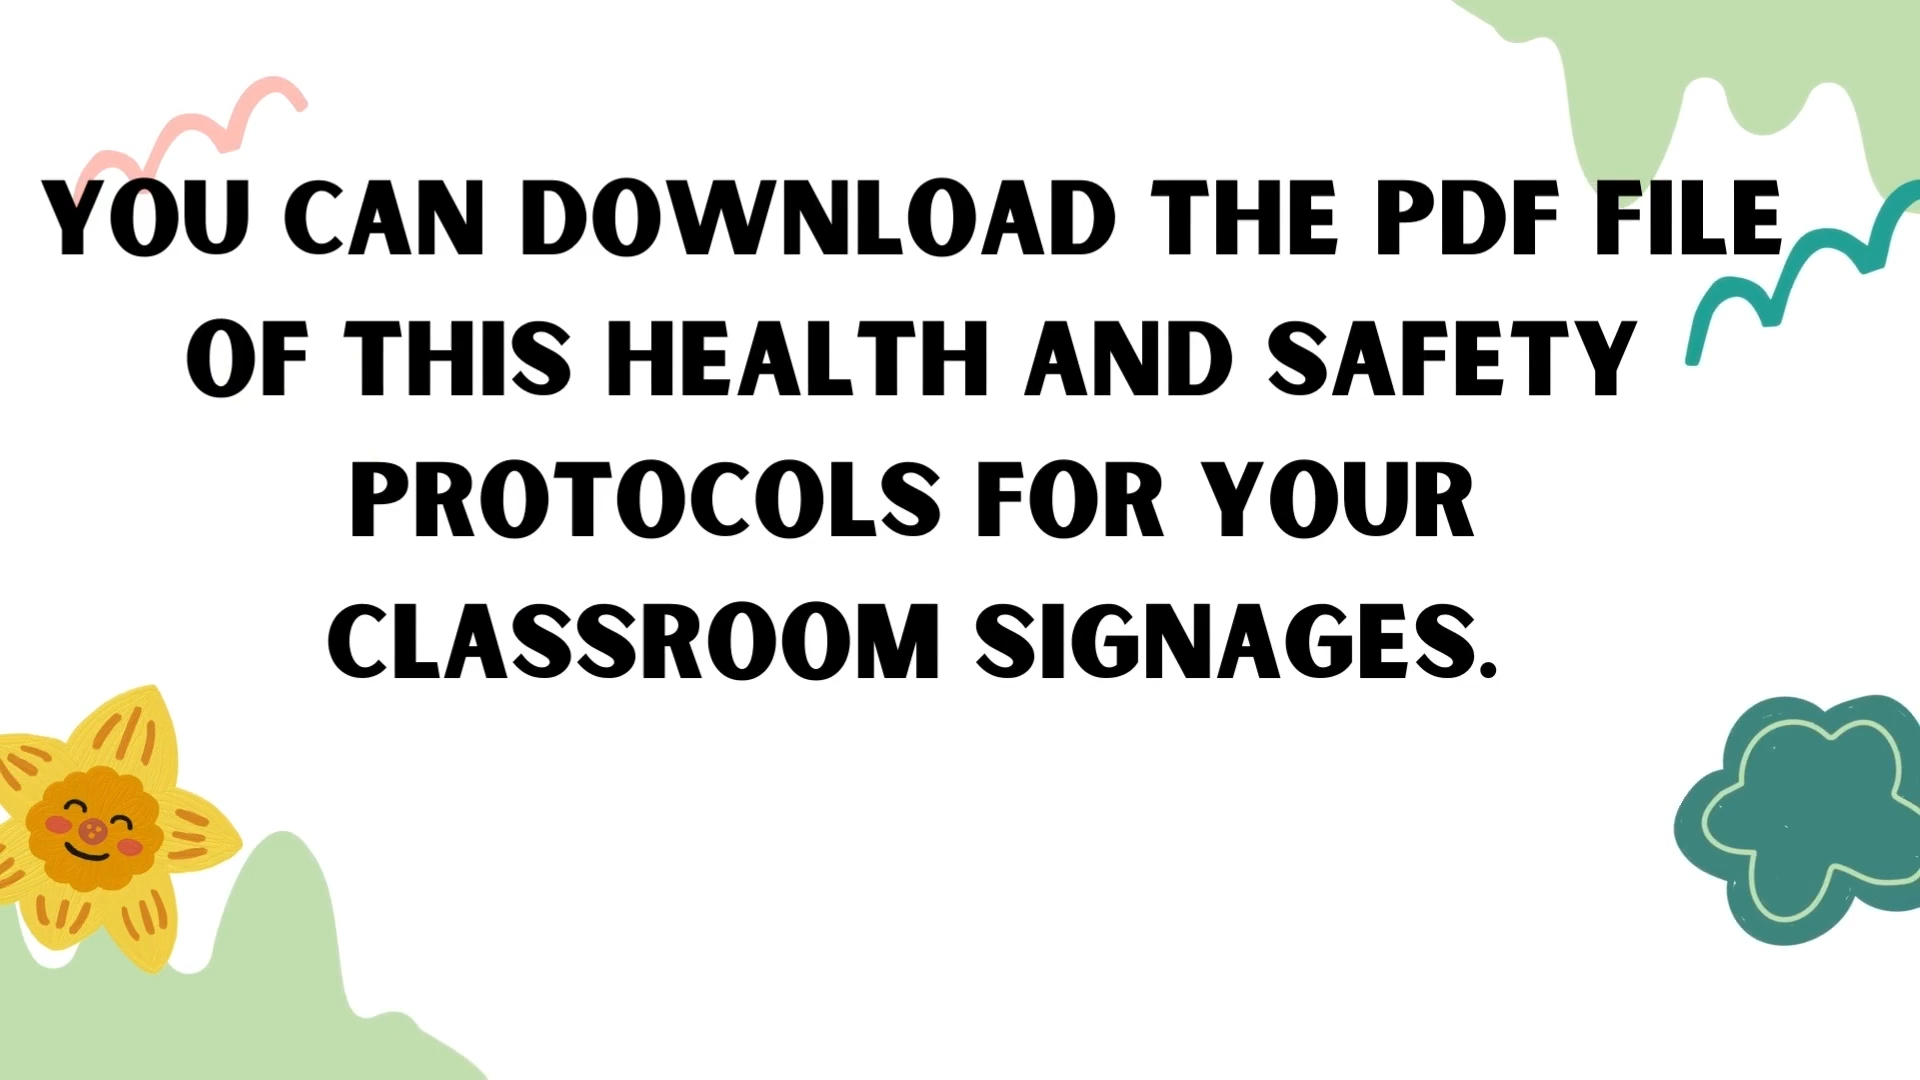 YOU CAN DOWNLOAD THE PDF FILE
OF THIS HEALTH AND SAFETY
PROTOCOLS FOR YOUR
CLASSROOM SIGNAGES.